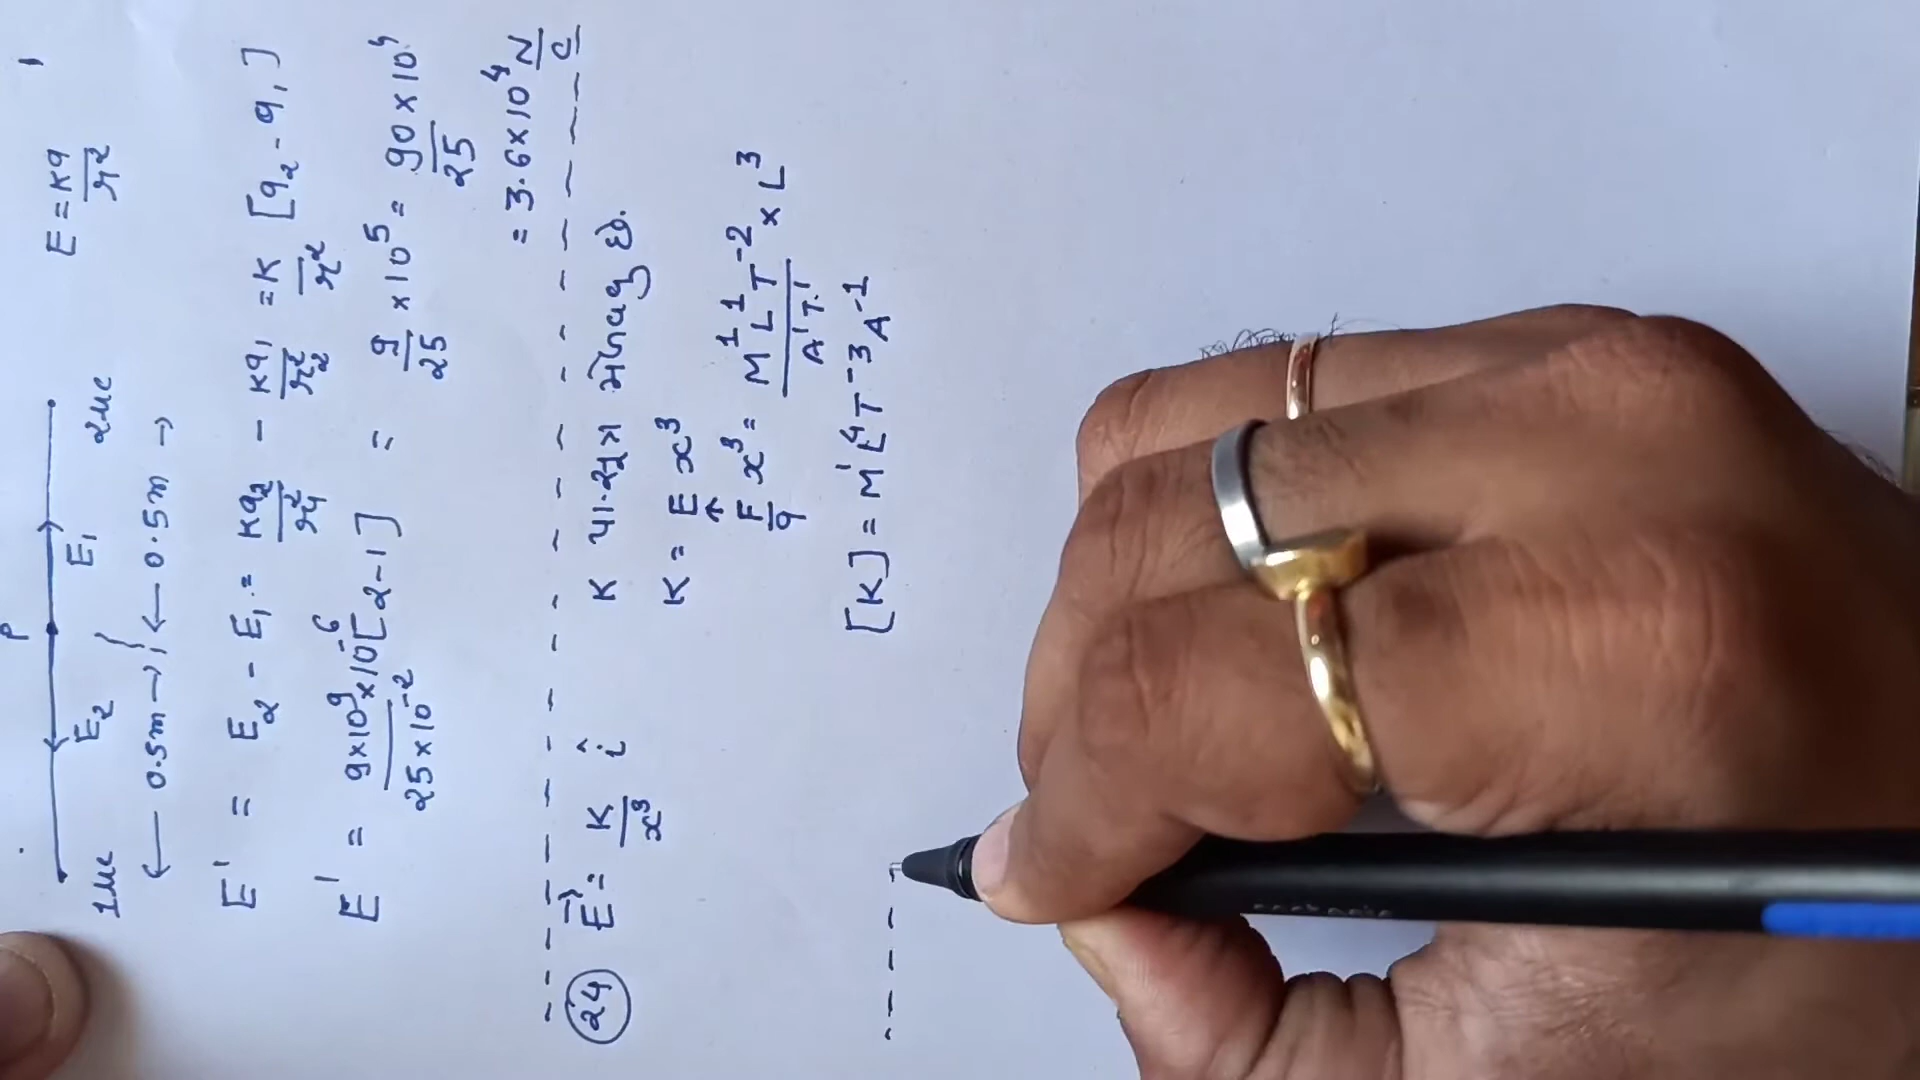 E = kq/r²
P
E₂ E₁
1μc 2μc
← 0.5m → ← 0.5m →
E' = E₂ - E₁ = kq₂/r₁² - kq₁/r₂² = k/r² [q₂ - q₁]
E' = 9×10⁹×10⁻⁶/25×10⁻² [2-1] = 9/25 ×10⁵ = 90×10⁴/25
= 3.6×10⁴ N/C
24 E⃗ = K/x³ î K પા.સૂત્ર મેળવવુ છે.
K = E x³
F/q x³ = M¹L¹T⁻²/A¹T¹ × L³
[K] = M¹L⁴T⁻³A⁻¹